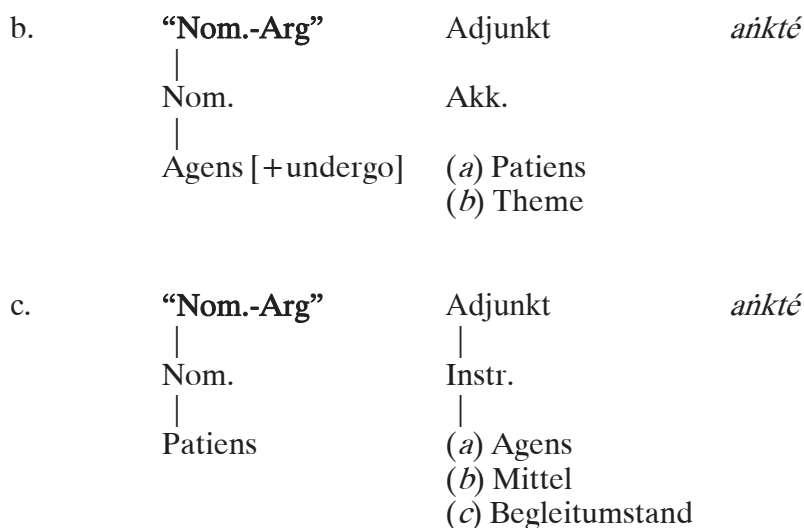 b. “Nom.-Arg” Adjunkt aṅkté
|
Nom. Akk.
|
Agens [+undergo] (a) Patiens
(b) Theme
c. “Nom.-Arg” Adjunkt aṅkté
| |
Nom. Instr.
| |
Patiens (a) Agens
(b) Mittel
(c) Begleitumstand